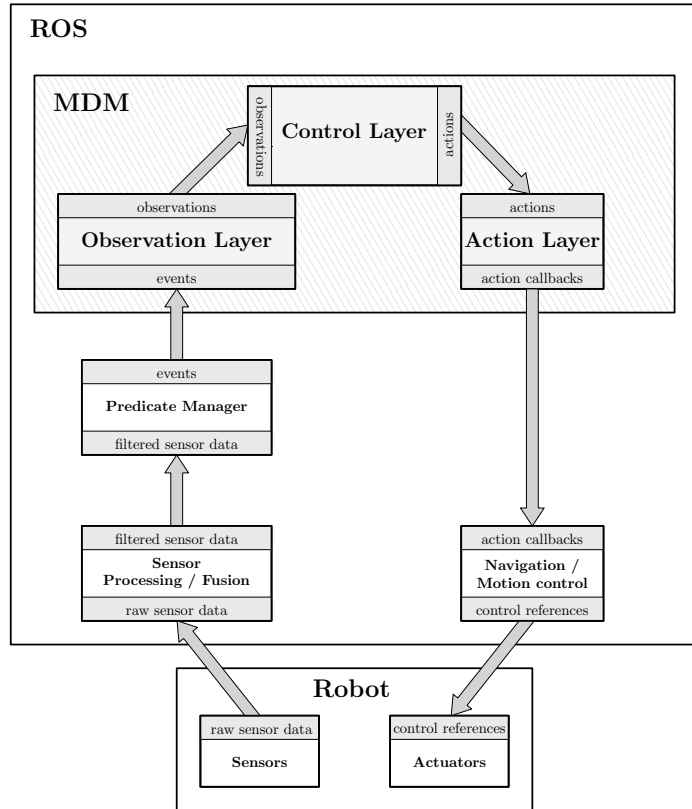 ROS
MDM
observations
Control Layer
actions
observations
Observation Layer
events
actions
Action Layer
action callbacks
events
Predicate Manager
filtered sensor data
filtered sensor data
Sensor
Processing / Fusion
raw sensor data
action callbacks
Navigation /
Motion control
control references
Robot
raw sensor data
Sensors
control references
Actuators